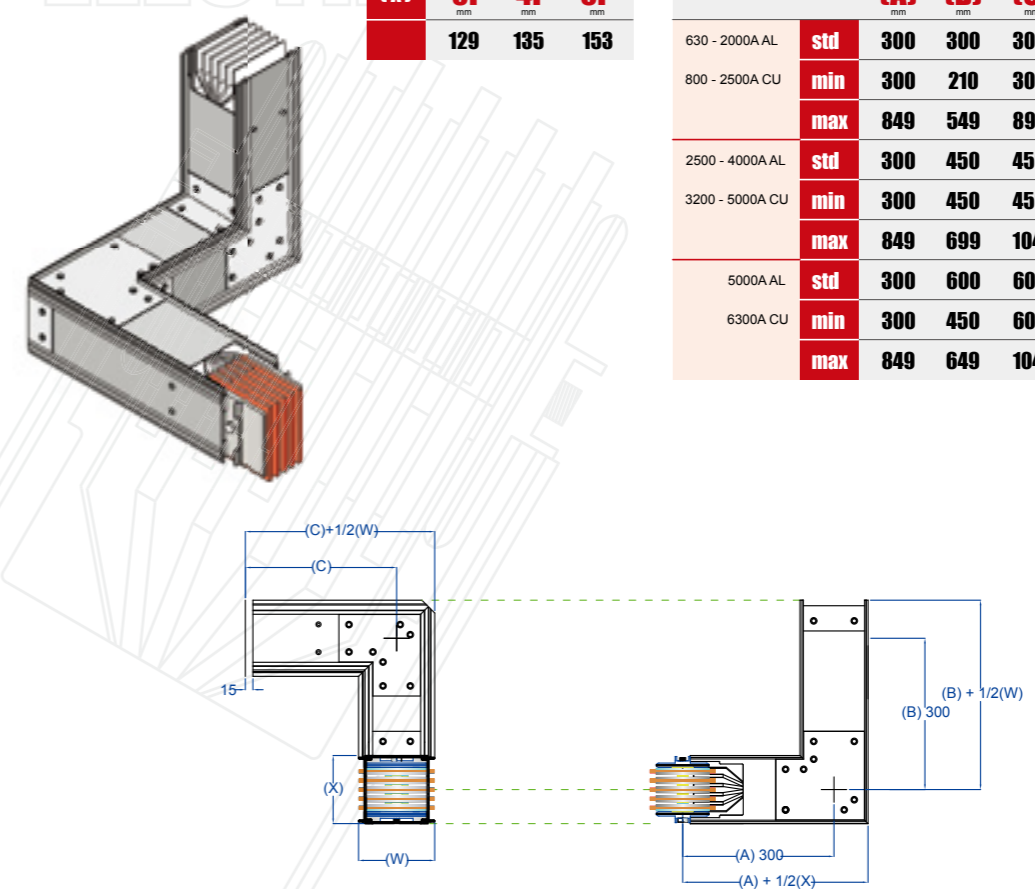 mm mm mm
129 135 153
mm mm
630 - 2000A AL std 300 300
800 - 2500A CU min 300 210
max 849 549
2500 - 4000A AL std 300 450
3200 - 5000A CU min 300 450
max 849 699
5000A AL std 300 600
6300A CU min 300 450
max 849 649
(C)+1/2(W)
(C)
15
(X)
(W)
(B) + 1/2(W)
(B) 300
(A) 300
(A) + 1/2(X)